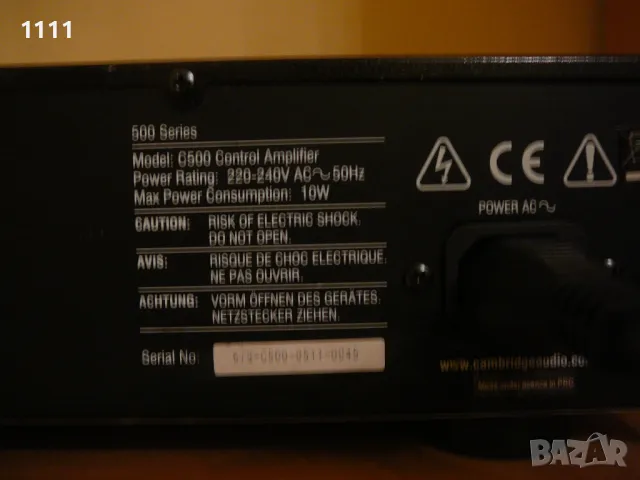 1111
500 Series
Model: C500 Control Amplifier
Power Rating: 220-240V AC~50Hz
Max Power Consumption: 10W
CAUTION: RISK OF ELECTRIC SHOCK.
DO NOT OPEN.
AVIS: RISQUE DE CHOC ELECTRIQUE.
NE PAS OUVRIR.
ACHTUNG: VORM ÖFFNEN DES GERÄTES
NETZSTECKER ZIEHEN.
Serial No:
CE
POWER AC~
www.cambridgeaudio.co
BAZAR